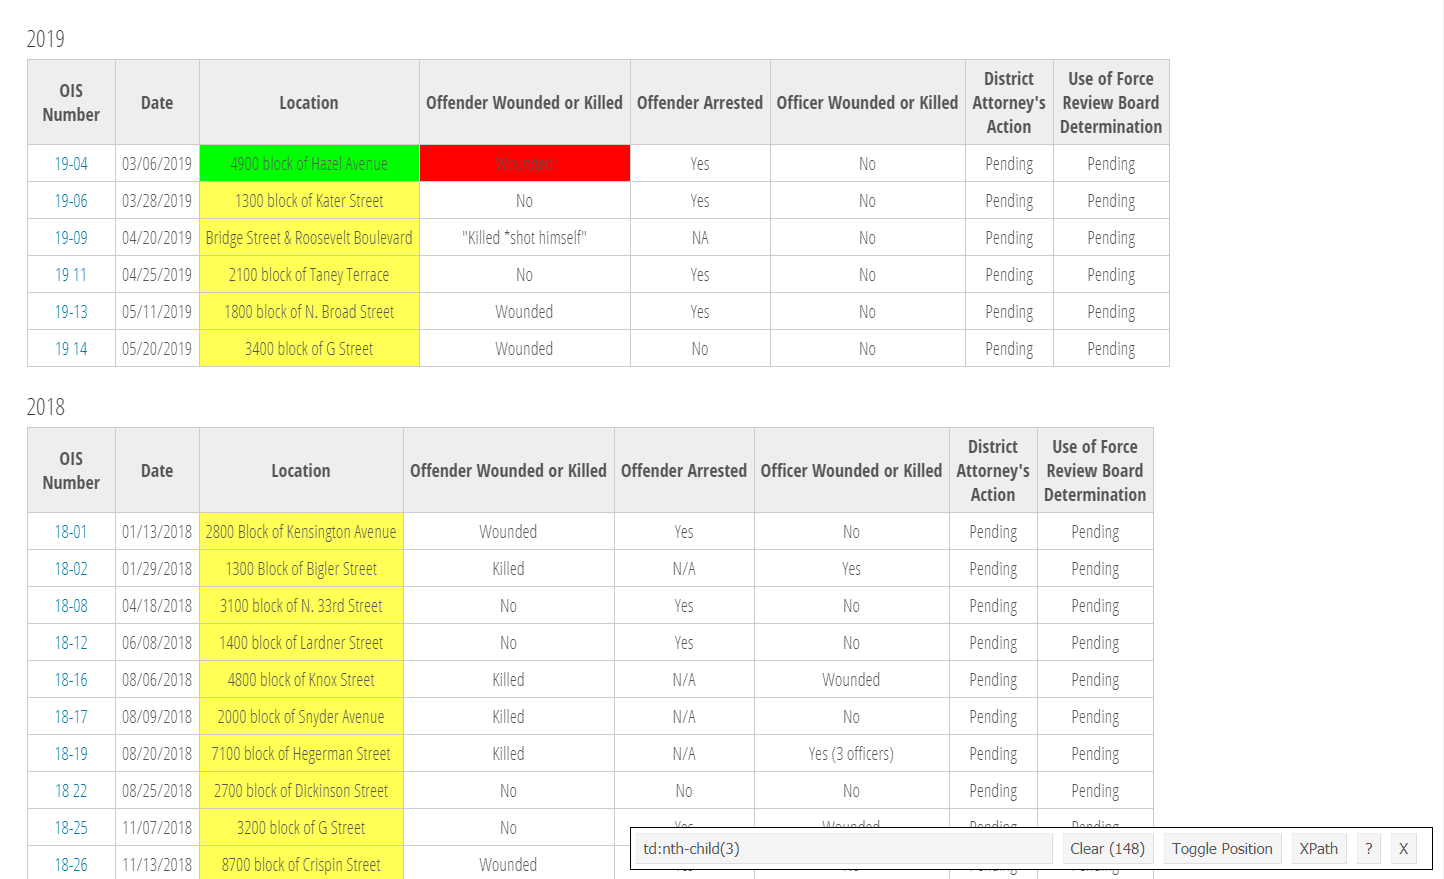 2019
OIS Number Date Location Offender Wounded or Killed Offender Arrested Officer Wounded or Killed District Attorney's Action Use of Force Review Board Determination
19-04 03/06/2019 4900 block of Hazel Avenue Wounded Yes No Pending Pending
19-06 03/28/2019 1300 block of Kater Street No Yes No Pending Pending
19-09 04/20/2019 Bridge Street & Roosevelt Boulevard "Killed *shot himself" NA No Pending Pending
19 11 04/25/2019 2100 block of Taney Terrace No Yes No Pending Pending
19-13 05/11/2019 1800 block of N. Broad Street Wounded Yes No Pending Pending
19 14 05/20/2019 3400 block of G Street Wounded No No Pending Pending
2018
OIS Number Date Location Offender Wounded or Killed Offender Arrested Officer Wounded or Killed District Attorney's Action Use of Force Review Board Determination
18-01 01/13/2018 2800 Block of Kensington Avenue Wounded Yes No Pending Pending
18-02 01/29/2018 1300 Block of Bigler Street Killed N/A Yes Pending Pending
18-08 04/18/2018 3100 block of N. 33rd Street No Yes No Pending Pending
18-12 06/08/2018 1400 block of Lardner Street No Yes No Pending Pending
18-16 08/06/2018 4800 block of Knox Street Killed N/A Wounded Pending Pending
18-17 08/09/2018 2000 block of Snyder Avenue Killed N/A No Pending Pending
18-19 08/20/2018 7100 block of Hegerman Street Killed N/A Yes (3 officers) Pending Pending
18 22 08/25/2018 2700 block of Dickinson Street No No No Pending Pending
18-25 11/07/2018 3200 block of G Street No Yes Wounded Pending Pending
18-26 11/13/2018 8700 block of Crispin Street Wounded
td:nth-child(3) Clear (148) Toggle Position XPath ? X